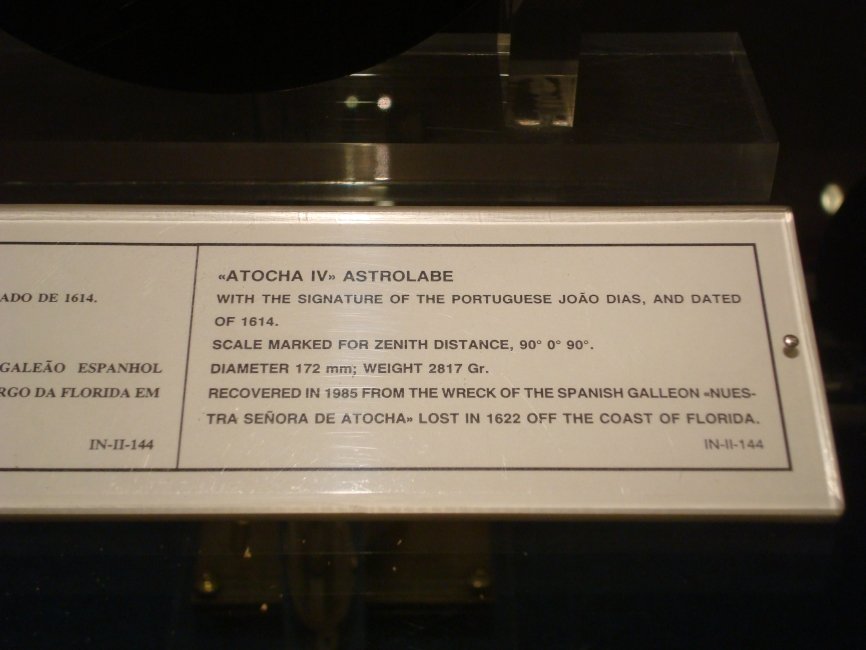 ADO DE 1614.
GALEÃO ESPANHOL
RGO DA FLORIDA EM
IN-II-144
«ATOCHA IV» ASTROLABE
WITH THE SIGNATURE OF THE PORTUGUESE JOÃO DIAS, AND DATED
OF 1614.
SCALE MARKED FOR ZENITH DISTANCE, 90° 0° 90°.
DIAMETER 172 mm; WEIGHT 2817 Gr.
RECOVERED IN 1985 FROM THE WRECK OF THE SPANISH GALLEON «NUES-
TRA SEÑORA DE ATOCHA» LOST IN 1622 OFF THE COAST OF FLORIDA.
IN-II-144